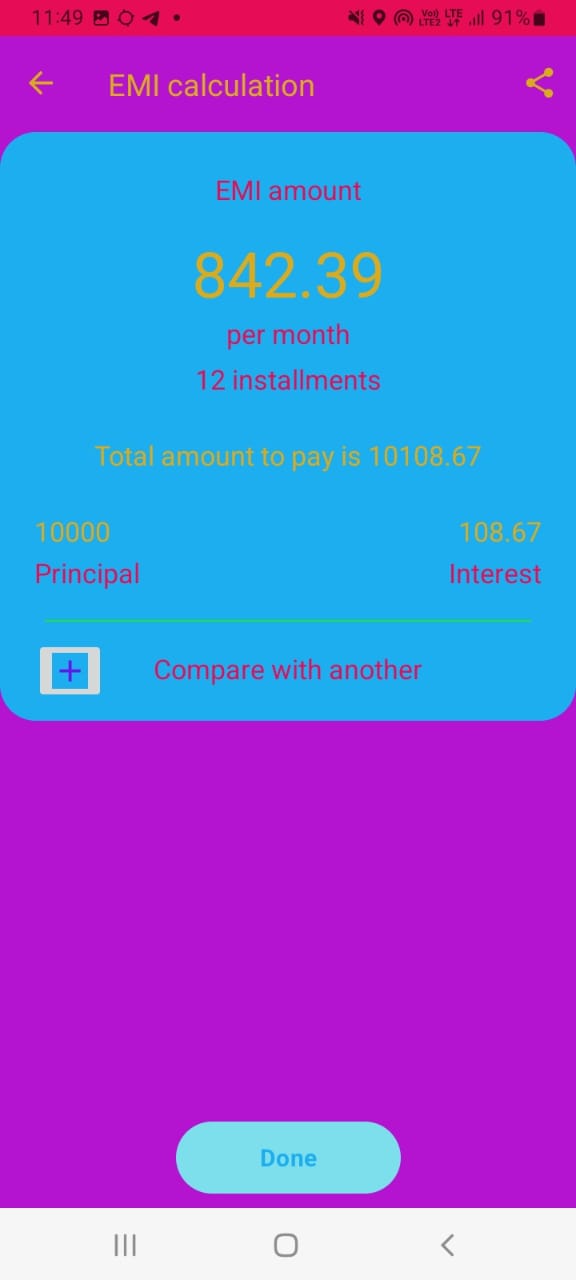 11:49 Vo) LTE 91%
LTE2
EMI calculation
EMI amount
842.39
per month
12 installments
Total amount to pay is 10108.67
10000 108.67
Principal Interest
+ Compare with another
Done